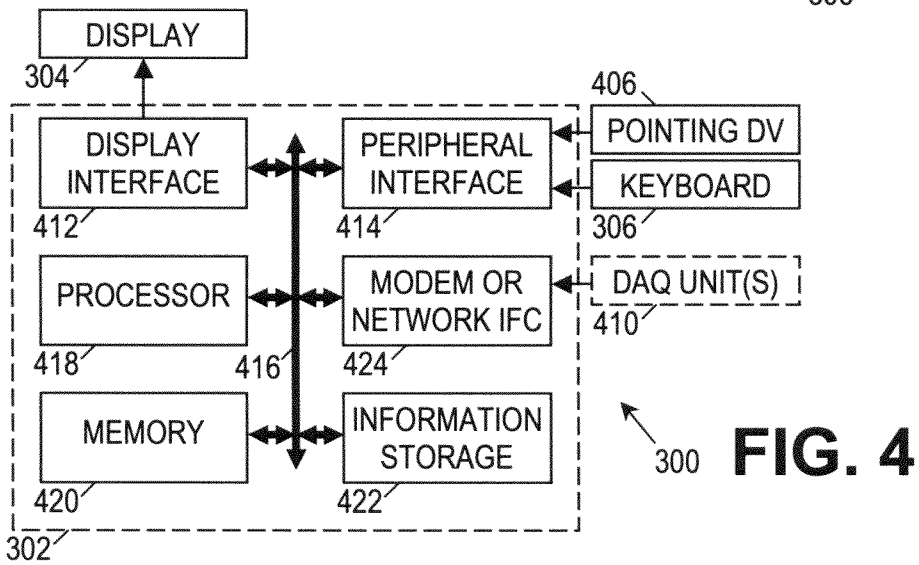 DISPLAY
304
406
DISPLAY
INTERFACE
412
PERIPHERAL
INTERFACE
414
POINTING DV
KEYBOARD
306
PROCESSOR
418
416
MODEM OR
NETWORK IFC
424
DAQ UNIT(S)
410
MEMORY
420
INFORMATION
STORAGE
422
302
300
FIG. 4